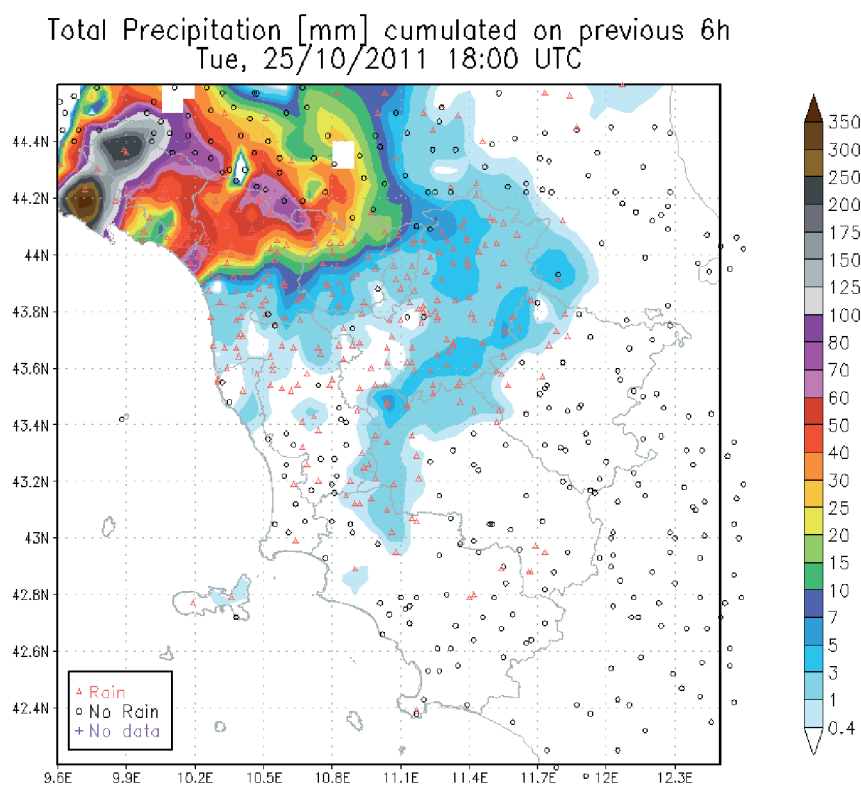 Total Precipitation [mm] cumulated on previous 6h
Tue, 25/10/2011 18:00 UTC
44.4N
44.2N
44N
43.8N
43.6N
43.4N
43.2N
43N
42.8N
42.6N
42.4N
9.6E 9.9E 10.2E 10.5E 10.8E 11.1E 11.4E 11.7E 12E 12.3E
Rain
No Rain
No data
350
300
250
200
175
150
125
100
80
70
60
50
40
30
25
20
15
10
7
5
3
1
0.4